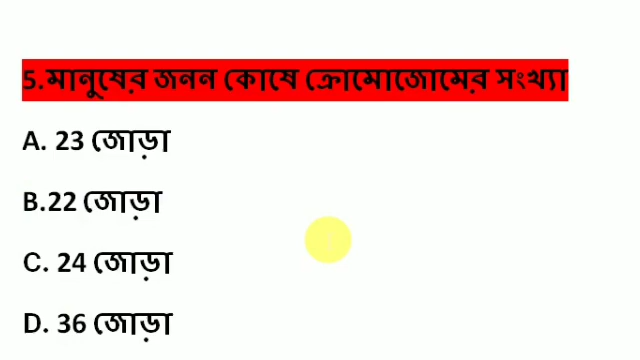 5.মানুষের জনন কোষে ক্রোমোজোমের সংখ্যা
A. 23 জোড়া
B.22 জোড়া
C. 24 জোড়া
D. 36 জোড়া